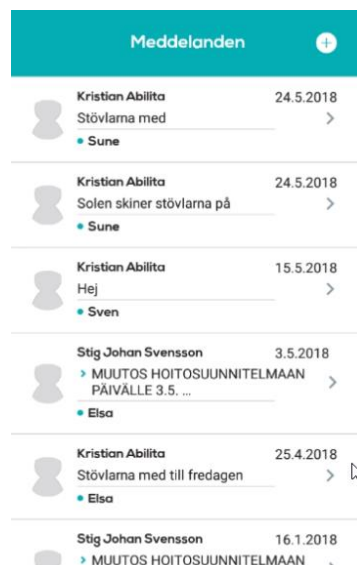 Meddelanden
Kristian Abilita 24.5.2018
Stövlarna med
Sune
Kristian Abilita 24.5.2018
Solen skiner stövlarna på
Sune
Kristian Abilita 15.5.2018
Hej
Sven
Stig Johan Svensson 3.5.2018
MUUTOS HOITOSUUNNITELMAAN
PÄIVÄLLE 3.5. ...
Elsa
Kristian Abilita 25.4.2018
Stövlarna med till fredagen
Elsa
Stig Johan Svensson 16.1.2018
MUUTOS HOITOSUUNNITELMAAN